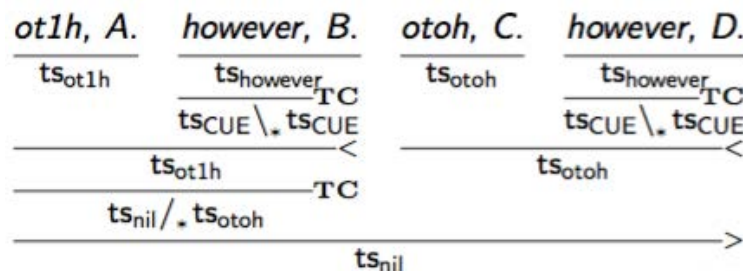 ot1h, A. however, B. otoh, C. however, D.
ts_ot1h ts_however ts_otoh ts_however
TC TC
ts_CUE \_* ts_CUE ts_CUE \_* ts_CUE
< <
ts_ot1h ts_otoh
TC
ts_nil /_* ts_otoh
>
ts_nil